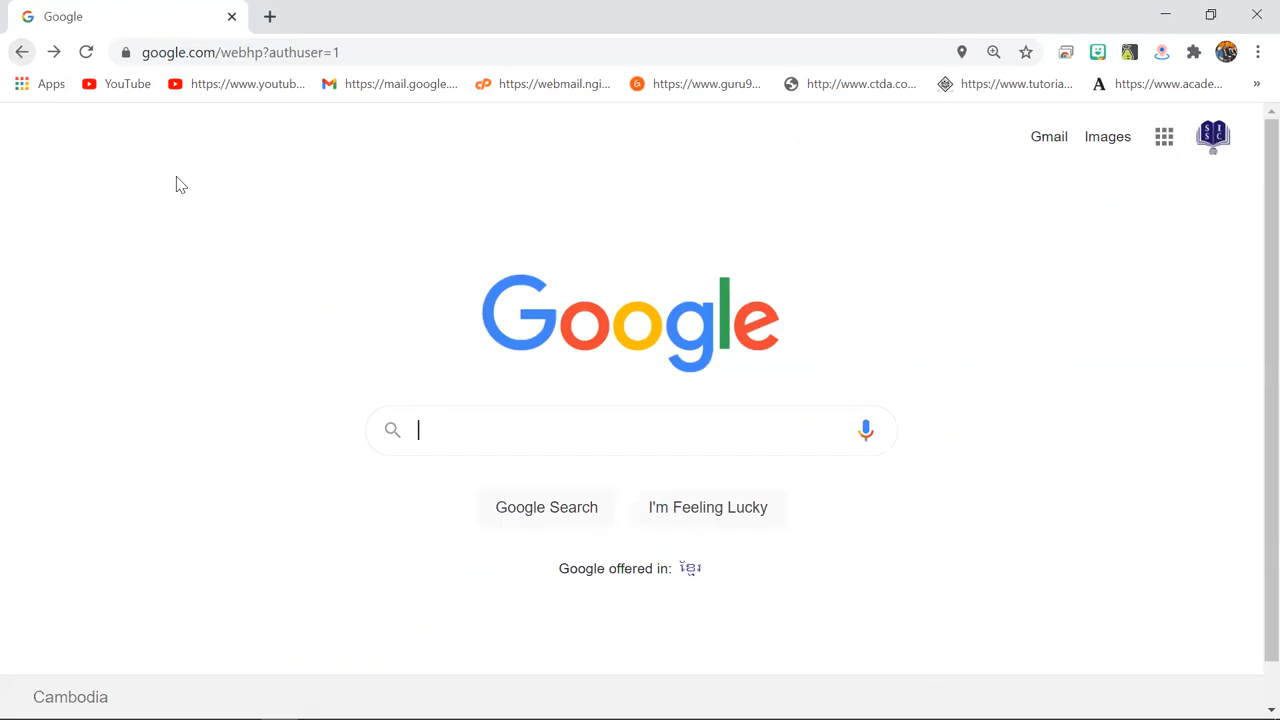 Google
google.com/webhp?authuser=1
Apps YouTube https://www.youtub... https://mail.google.... https://webmail.ngi... https://www.guru9... http://www.ctda.co... https://www.tutoria... https://www.acade... »
Gmail Images
S I S C
Google
Google Search I'm Feeling Lucky
Google offered in: ខ្មែរ
Cambodia